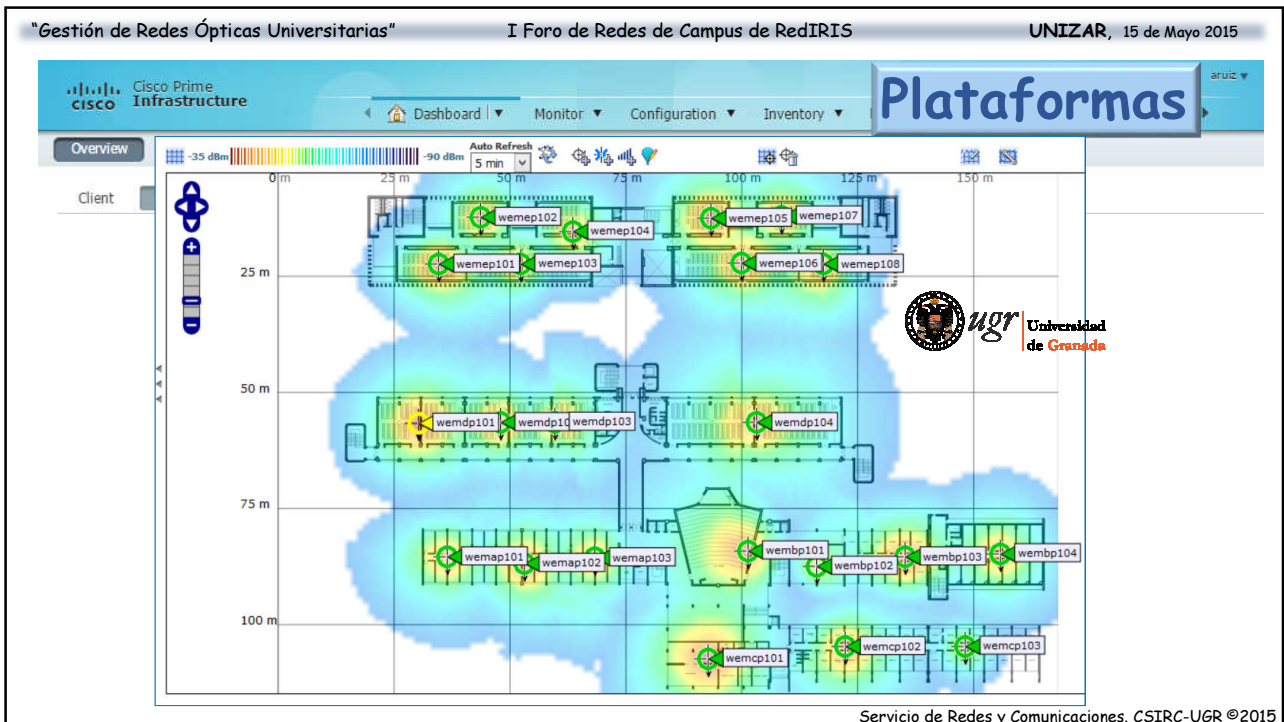 "Gestión de Redes Ópticas Universitarias" I Foro de Redes de Campus de RedIRIS UNIZAR, 15 de Mayo 2015
CISCO Cisco Prime
Infrastructure
Dashboard Monitor Configuration Inventory
Plataformas
aruiz
Overview
Client
-35 dBm -90 dBm Auto Refresh
5 min
0 m 25 m 50 m 75 m 100 m 125 m 150 m
wemep102 wemep104 wemep105 wemep107
wemep101 wemep103 wemep106 wemep108
25 m
ugr Universidad
de Granada
50 m
wemdp101 wemdp10 wemdp103 wemdp104
75 m
wemap101 wemap102 wemap103 wembp101 wembp102 wembp103 wembp104
100 m
wemcp101 wemcp102 wemcp103
Servicio de Redes y Comunicaciones. CSIRC-UGR ©2015